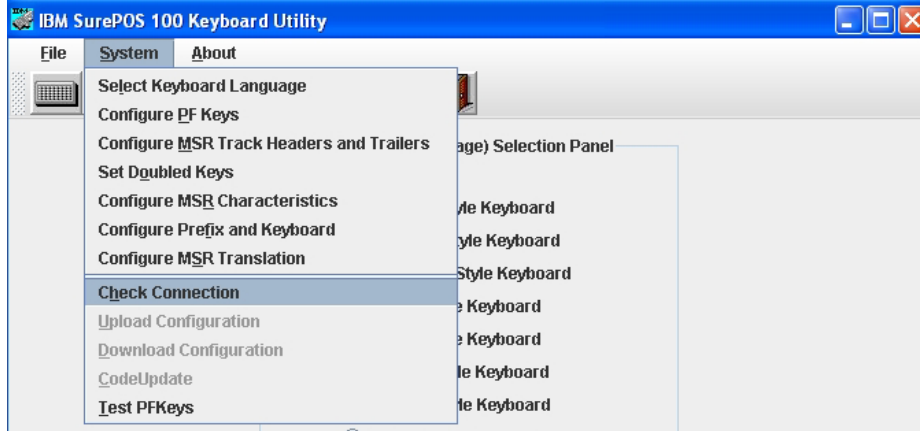 IBM SurePOS 100 Keyboard Utility
File System About
Select Keyboard Language
Configure PF Keys
Configure MSR Track Headers and Trailers
age) Selection Panel
Set Doubled Keys
Configure MSR Characteristics
yle Keyboard
Configure Prefix and Keyboard
yle Keyboard
Configure MSR Translation
Style Keyboard
Check Connection
e Keyboard
Upload Configuration
e Keyboard
Download Configuration
le Keyboard
CodeUpdate
le Keyboard
Test PFKeys